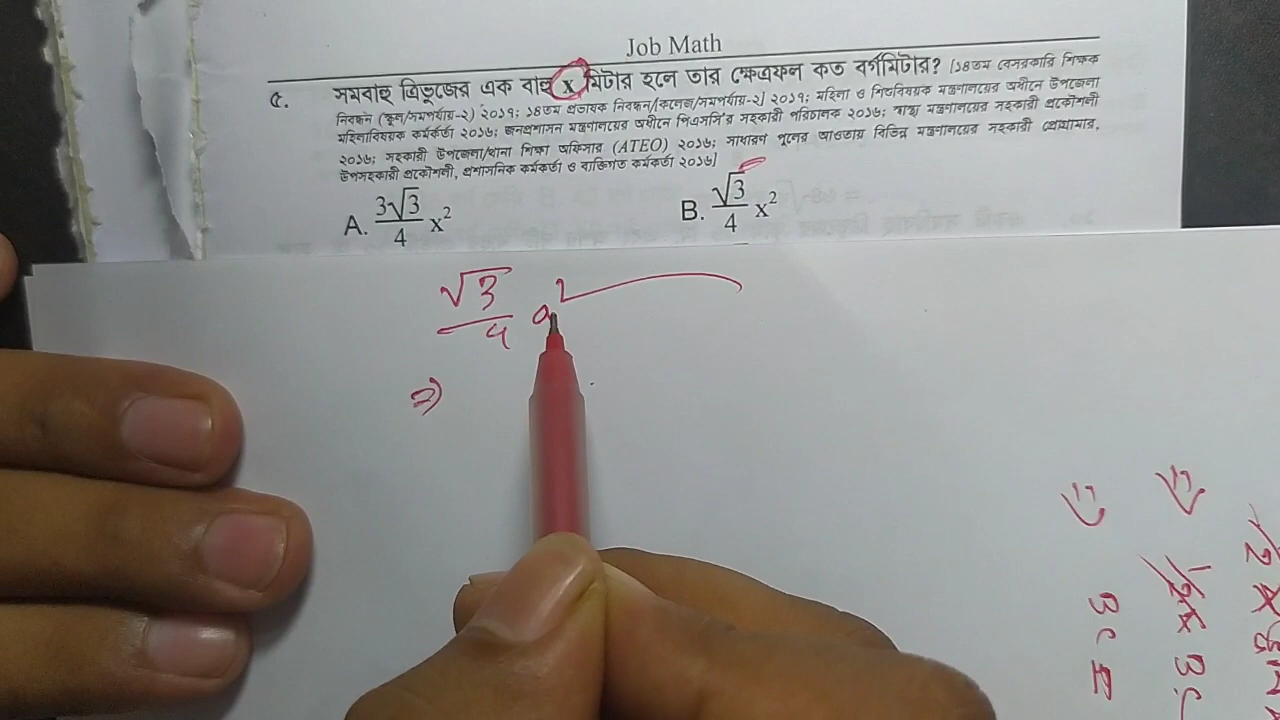 Job Math
৫. সমবাহু ত্রিভুজের এক বাহু x মিটার হলে তার ক্ষেত্রফল কত বর্গমিটার? [১৪তম বেসরকারি শিক্ষক
নিবন্ধন (স্কুল/সমপর্যায়-২) ২০১৭; ১৪তম প্রভাষক নিবন্ধন/কলেজ/সমপর্যায়-২] ২০১৭; মহিলা ও শিশুবিষয়ক মন্ত্রণালয়ের অধীনে উপজেলা
মহিলাবিষয়ক কর্মকর্তা ২০১৬; জনপ্রশাসন মন্ত্রণালয়ের অধীনে পিএসসি'র সহকারী পরিচালক ২০১৬; স্বাস্থ্য মন্ত্রণালয়ের সহকারী প্রকৌশলী
২০১৬; সহকারী উপজেলা/থানা শিক্ষা অফিসার (ATEO) ২০১৬; সাধারণ পুলের আওতায় বিভিন্ন মন্ত্রণালয়ের সহকারী প্রোগ্রামার,
উপসহকারী প্রকৌশলী, প্রশাসনিক কর্মকর্তা ও ব্যক্তিগত কর্মকর্তা ২০১৬]
A. 3√3/4 x² B. √3/4 x²
√3/4 a²
⇒